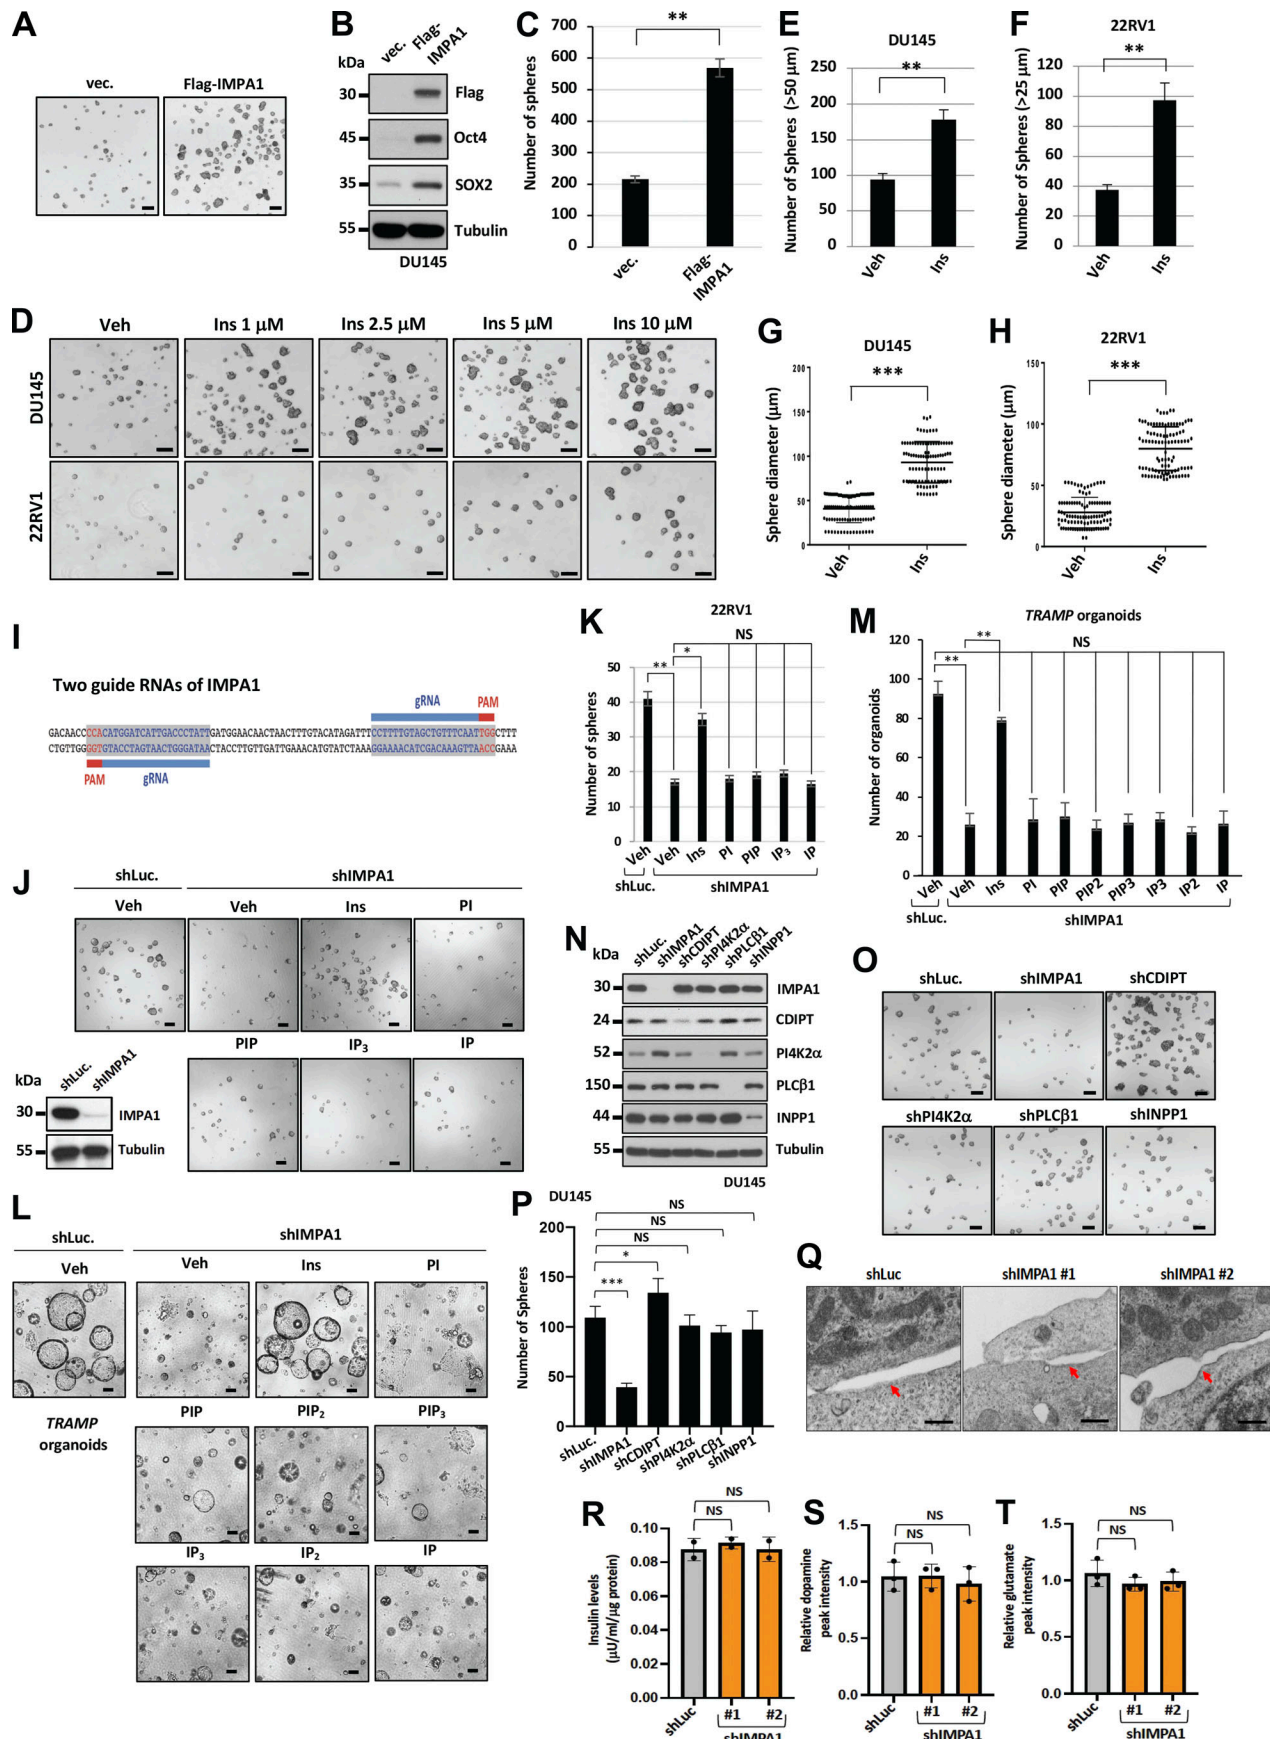 A
vec.
Flag-IMPA1
B
kDa
vec.
Flag-
IMPA1
30
Flag
45
Oct4
35
SOX2
55
Tubulin
DU145
C
Number of spheres
700
600
500
400
300
200
100
0
**
vec.
Flag-
IMPA1
E
DU145
Number of Spheres (>50 μm)
250
200
150
100
50
0
**
Veh
Ins
F
22RV1
Number of Spheres (>25 μm)
120
100
80
60
40
20
0
**
Veh
Ins
D
Veh
Ins 1 μM
Ins 2.5 μM
Ins 5 μM
Ins 10 μM
DU145
22RV1
G
DU145
Sphere diameter (μm)
200
150
100
50
0
***
Veh
Ins
H
22RV1
Sphere diameter (μm)
150
100
50
0
***
Veh
Ins
I
Two guide RNAs of IMPA1
gRNA
PAM
GACAACCCCACATGGATCATTGACCCTATTGATGGAACAACTAACTTTGTACATAGATTTCCTTTTGTAGCTGTTTCAATTGGCTTT
CTGTTGGGGTGTACCTAGTAACTGGGATAACTACCTTGTTGATTGAAACATGTATCTAAAGGAAAACATCGACAAAGTTAACCGAAA
PAM
gRNA
J
shLuc.
shIMPA1
Veh
Veh
Ins
PI
PIP
IP3
IP
kDa
shLuc.
shIMPA1
30
IMPA1
55
Tubulin
K
22RV1
Number of spheres
50
40
30
20
10
0
NS
*
**
Veh
Veh
Ins
PI
PIP
IP3
IP
shLuc.
shIMPA1
M
TRAMP organoids
Number of organoids
120
100
80
60
40
20
0
**
NS
**
Veh
Veh
Ins
PI
PIP
PIP2
PIP3
IP3
IP2
IP
shLuc.
shIMPA1
L
shLuc.
shIMPA1
Veh
Veh
Ins
PI
TRAMP
organoids
PIP
PIP2
PIP3
IP3
IP2
IP
N
kDa
shLuc.
shIMPA1
shCDIPT
shPI4K2α
shPLCβ1
shINPP1
30
IMPA1
24
CDIPT
52
PI4K2α
150
PLCβ1
44
INPP1
55
Tubulin
DU145
O
shLuc.
shIMPA1
shCDIPT
shPI4K2α
shPLCβ1
shINPP1
P
DU145
Number of Spheres
200
150
100
50
0
NS
NS
NS
*
***
shLuc.
shIMPA1
shCDIPT
shPI4K2α
shPLCβ1
shINPP1
Q
shLuc
shIMPA1 #1
shIMPA1 #2
R
Insulin levels
(μU/ml/μg protein)
0.10
0.08
0.06
0.04
0.02
0.00
NS
NS
shLuc
#1
#2
shIMPA1
S
Relative dopamine
peak intensity
1.5
1.0
0.5
0.0
NS
NS
shLuc
#1
#2
shIMPA1
T
Relative glutamate
peak intensity
1.5
1.0
0.5
0.0
NS
NS
shLuc
#1
#2
shIMPA1